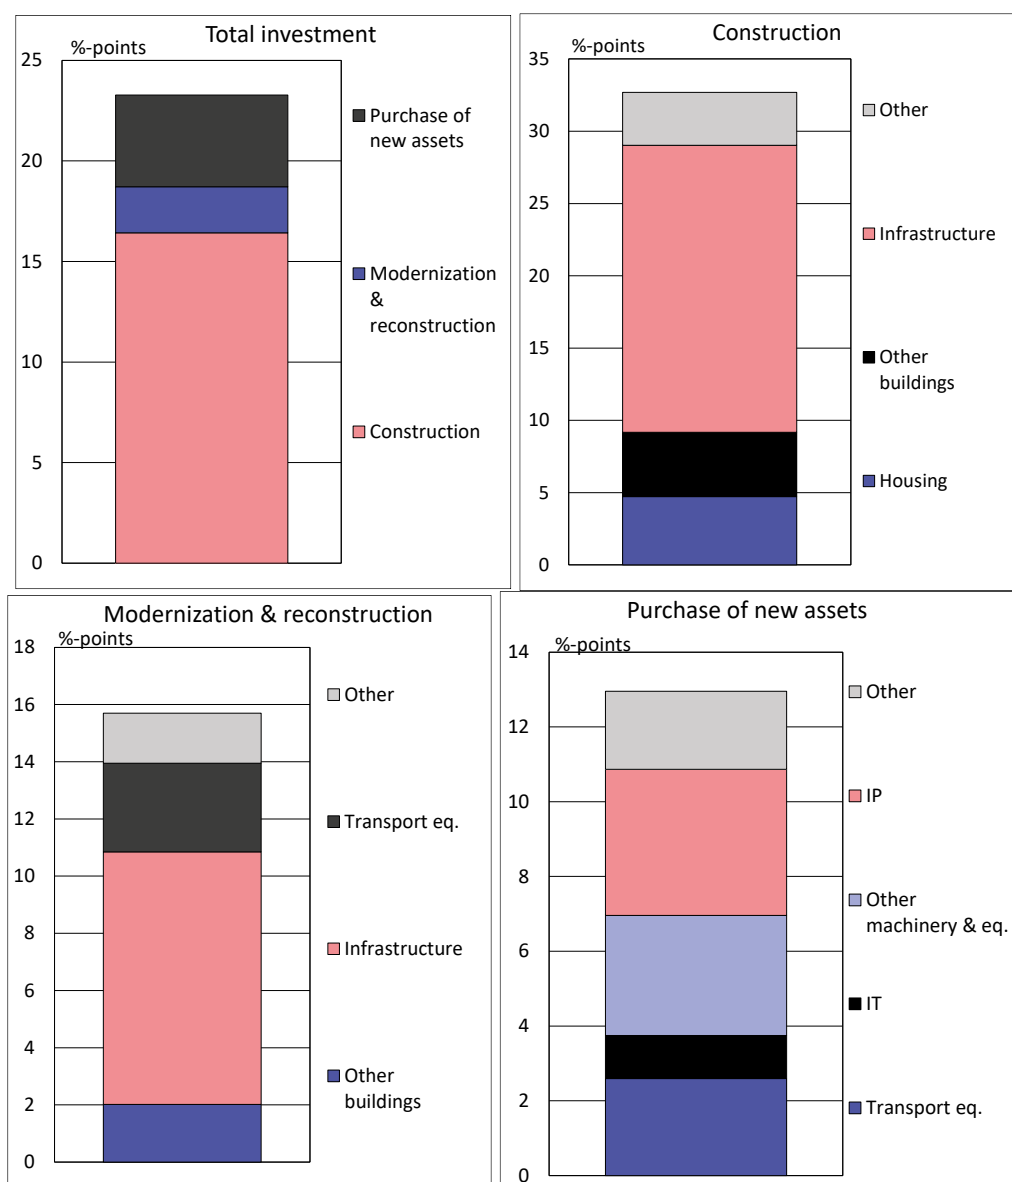 Total investment
%-points
25
20
15
10
5
0
Purchase of
new assets
Modernization
&
reconstruction
Construction
Construction
%-points
35
30
25
20
15
10
5
0
Other
Infrastructure
Other
buildings
Housing
Modernization & reconstruction
%-points
18
16
14
12
10
8
6
4
2
0
Other
Transport eq.
Infrastructure
Other
buildings
Purchase of new assets
%-points
14
12
10
8
6
4
2
0
Other
IP
Other
machinery & eq.
IT
Transport eq.